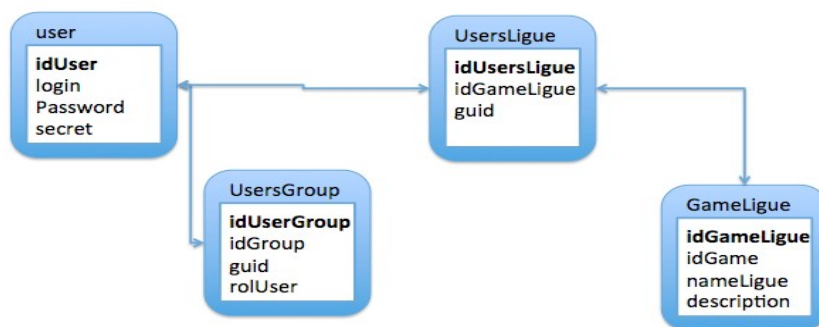 user
idUser
login
Password
secret
UsersLigue
idUsersLigue
idGameLigue
guid
UsersGroup
idUserGroup
idGroup
guid
rolUser
GameLigue
idGameLigue
idGame
nameLigue
description